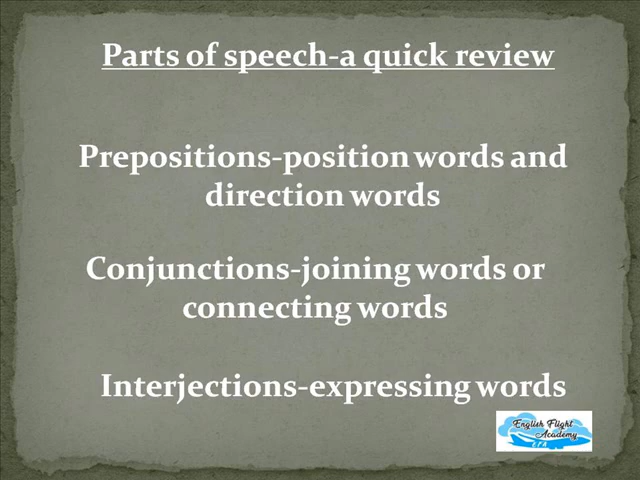 Parts of speech-a quick review
Prepositions-position words and
direction words
Conjunctions-joining words or
connecting words
Interjections-expressing words
English Flight
Academy
EFA